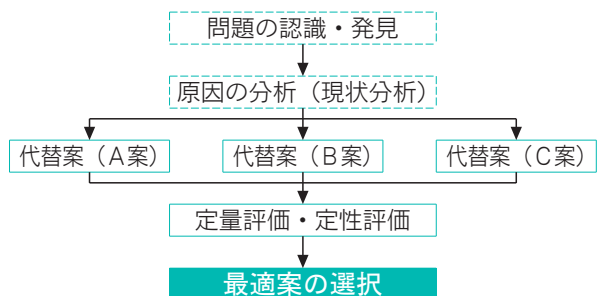 問題の認識・発見
原因の分析（現状分析）
代替案（A案）
代替案（B案）
代替案（C案）
定量評価・定性評価
最適案の選択